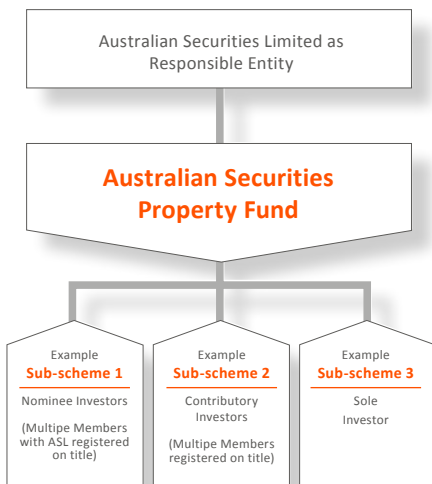 Australian Securities Limited as
Responsible Entity
Australian Securities
Property Fund
Example
Sub-scheme 1
Nominee Investors
(Multipe Members
with ASL registered
on title)
Example
Sub-scheme 2
Contributory
Investors
(Multipe Members
registered on title)
Example
Sub-scheme 3
Sole
Investor